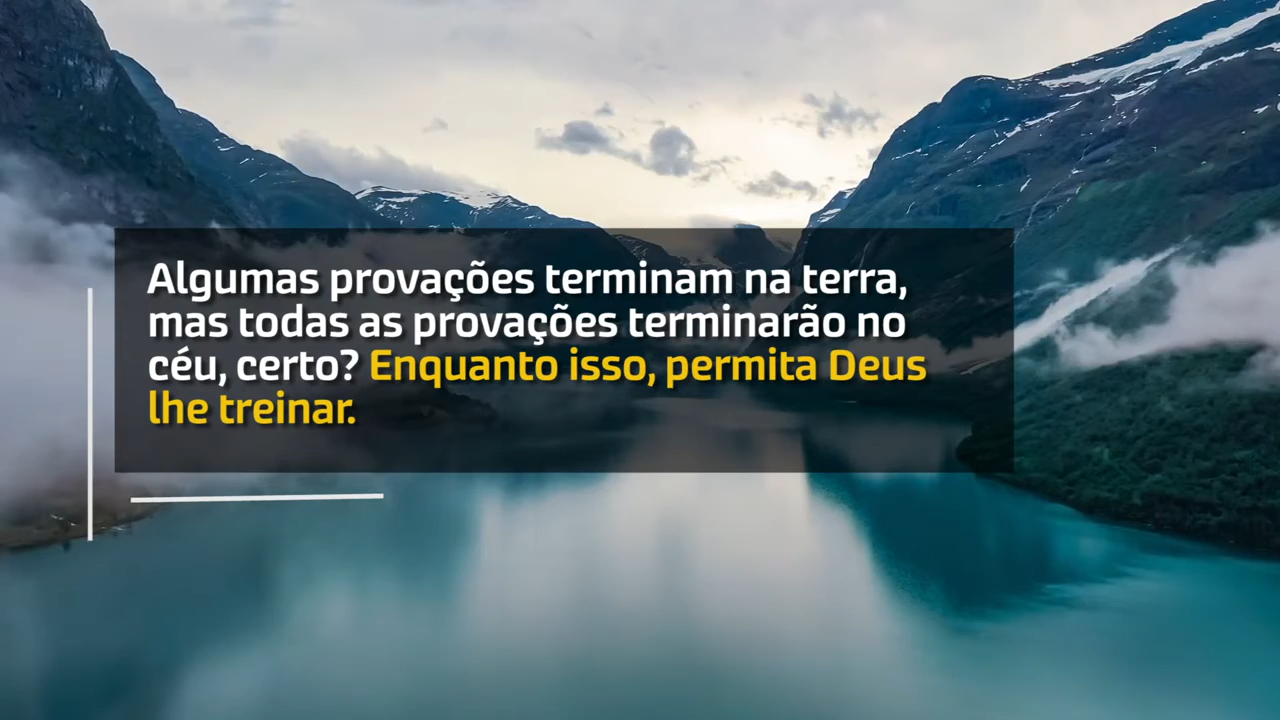 Algumas provações terminam na terra,
mas todas as provações terminarão no
céu, certo? Enquanto isso, permita Deus
lhe treinar.